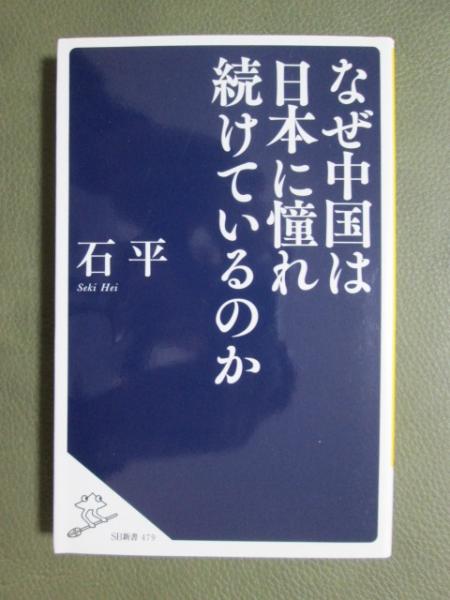 なぜ中国は
日本に憧れ
続けているのか
石平
Seki Hei
SB新書 479